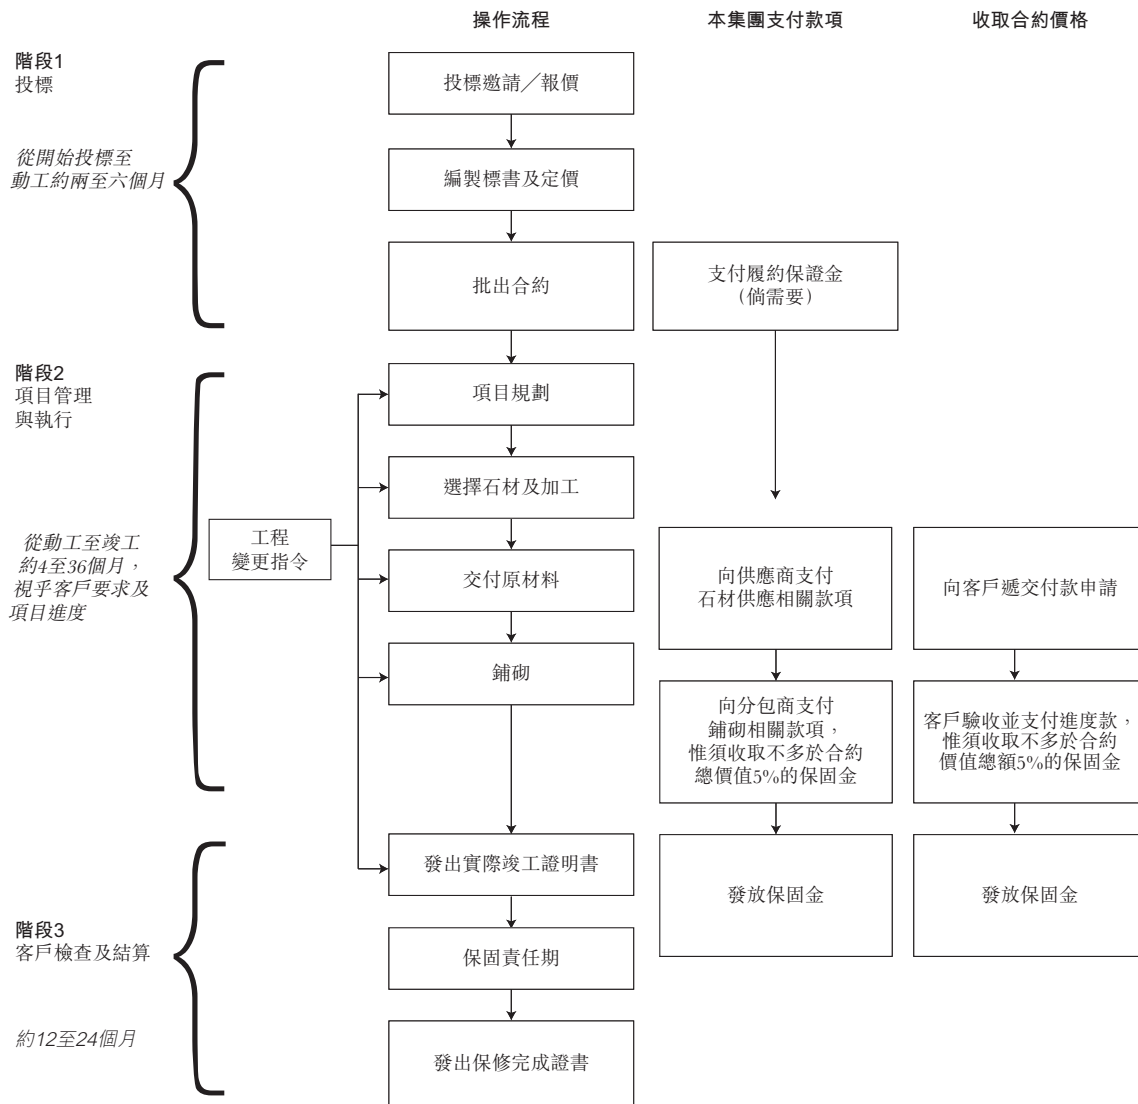 操作流程
本集團支付款項
收取合約價格
階段1
投標
從開始投標至
動工約兩至六個月
投標邀請／報價
編製標書及定價
批出合約
支付履約保證金
（倘需要）
階段2
項目管理
與執行
從動工至竣工
約4至36個月，
視乎客戶要求及
項目進度
工程
變更指令
項目規劃
選擇石材及加工
交付原材料
鋪砌
向供應商支付
石材供應相關款項
向客戶遞交付款申請
向分包商支付
鋪砌相關款項，
惟須收取不多於合約
總價值5%的保固金
客戶驗收並支付進度款，
惟須收取不多於合約
價值總額5%的保固金
階段3
客戶檢查及結算
約12至24個月
發出實際竣工證明書
發放保固金
發放保固金
保固責任期
發出保修完成證書